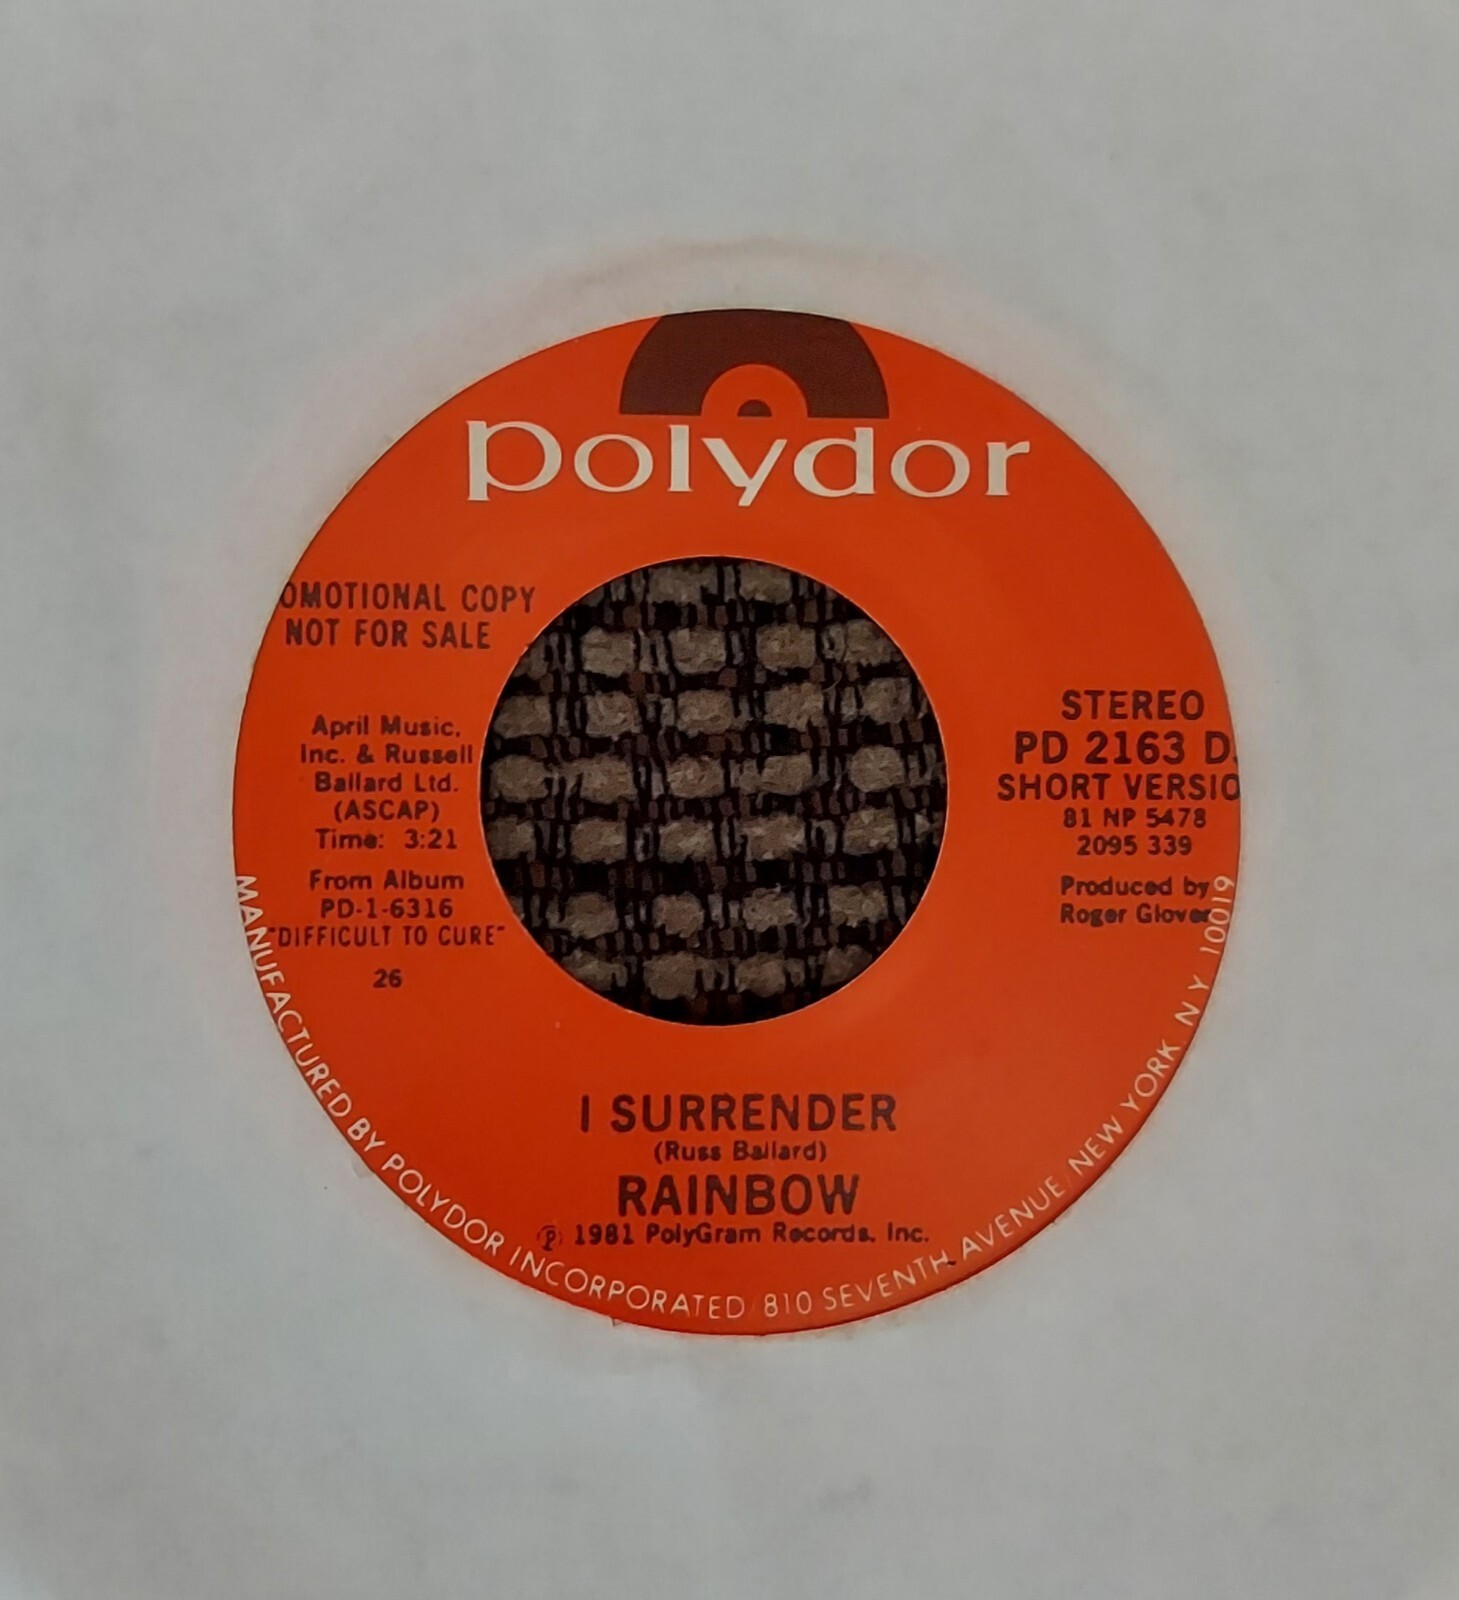 polydor
OMOTIONAL COPY
NOT FOR SALE
April Music,
Inc. & Russell
Ballard Ltd.
(ASCAP)
Time: 3:21
From Album
PD-1-6316
"DIFFICULT TO CURE"
26
STEREO
PD 2163 D
SHORT VERSIO
81 NP 5478
2095 339
Produced by
Roger Glover
I SURRENDER
(Russ Ballard)
RAINBOW
℗ 1981 PolyGram Records, Inc.
MANUFACTURED BY POLYDOR INCORPORATED/810 SEVENTH AVENUE/NEW YORK, N Y 10019